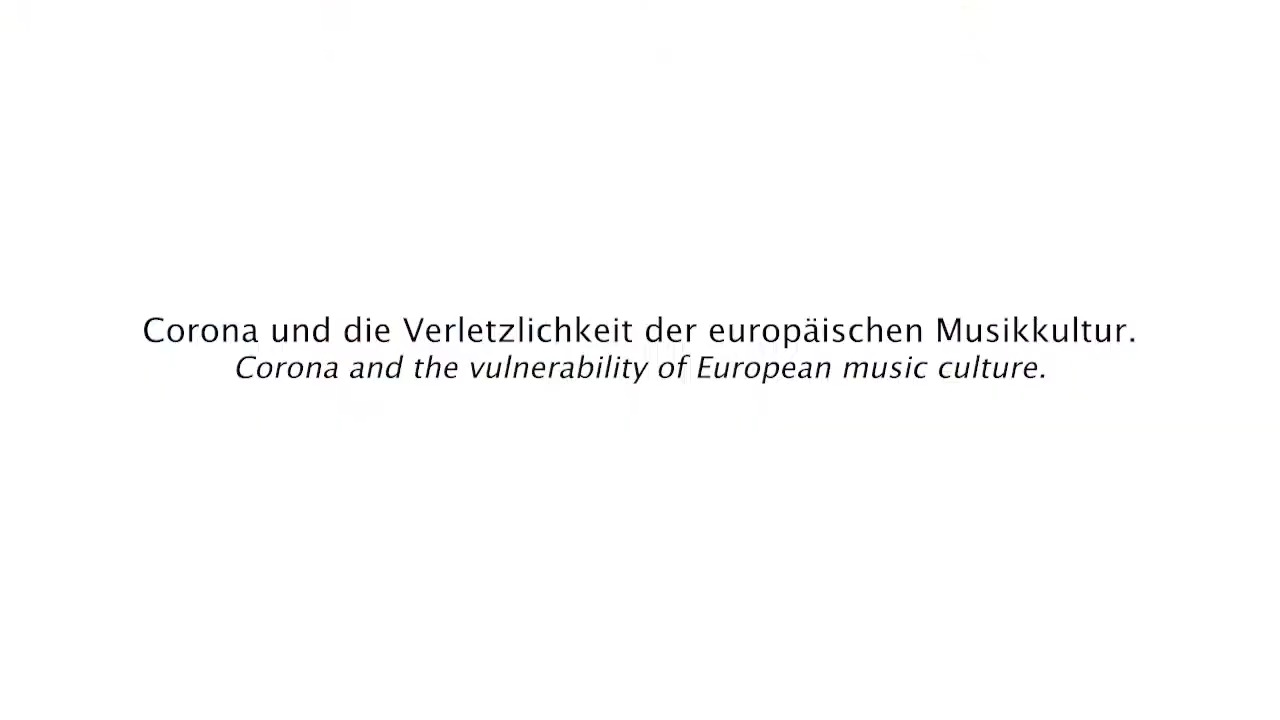 Corona und die Verletzlichkeit der europäischen Musikkultur.
Corona and the vulnerability of European music culture.